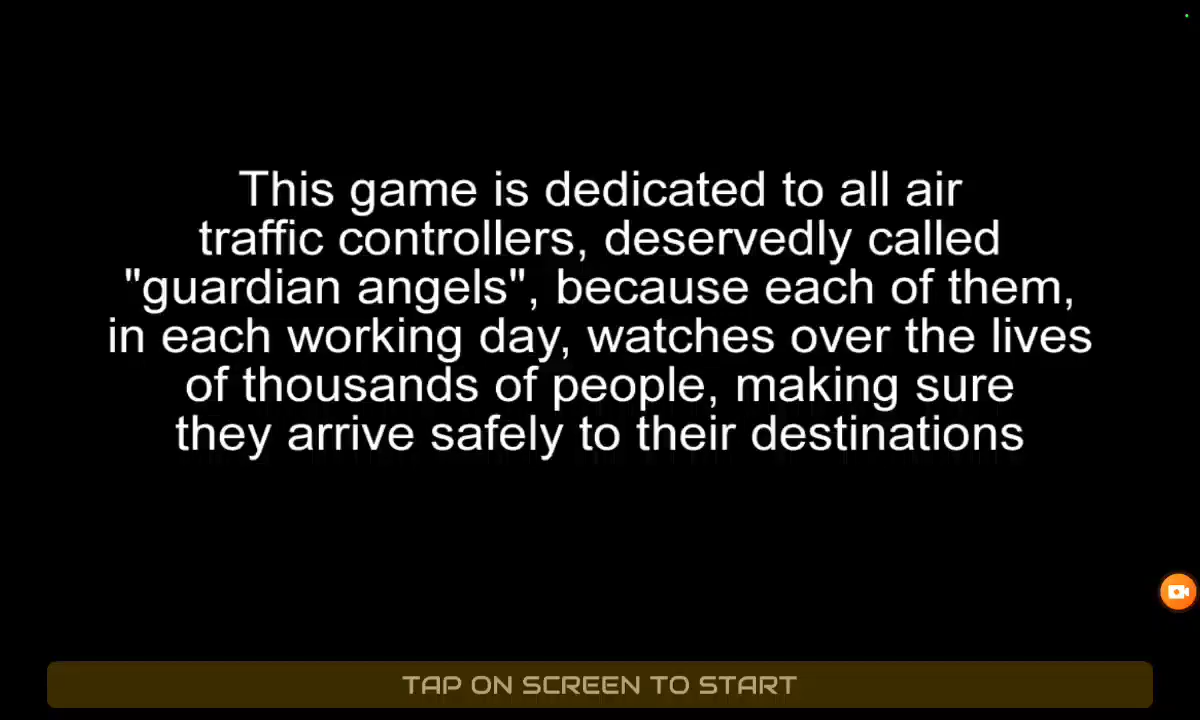 This game is dedicated to all air
traffic controllers, deservedly called
"guardian angels", because each of them,
in each working day, watches over the lives
of thousands of people, making sure
they arrive safely to their destinations
TAP ON SCREEN TO START